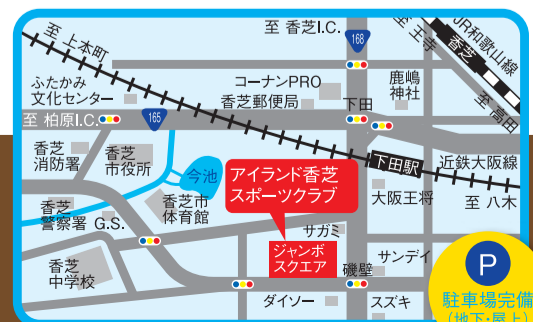 至 香芝I.C.
至 上本町
168
JR和歌山線
香芝
至 王寺
至 高田
ふたかみ
文化センター
コーナンPRO
香芝郵便局
鹿嶋
神社
下田
至 柏原I.C.
165
香芝
消防署
香芝
市役所
今池
アイランド香芝
スポーツクラブ
下田駅
近鉄大阪線
大阪王将
至 八木
香芝
警察署
G.S.
香芝市
体育館
サガミ
ジャンボ
スクエア
サンデイ
磯壁
香芝
中学校
ダイソー
スズキ
P
駐車場完備
(地下・屋上)